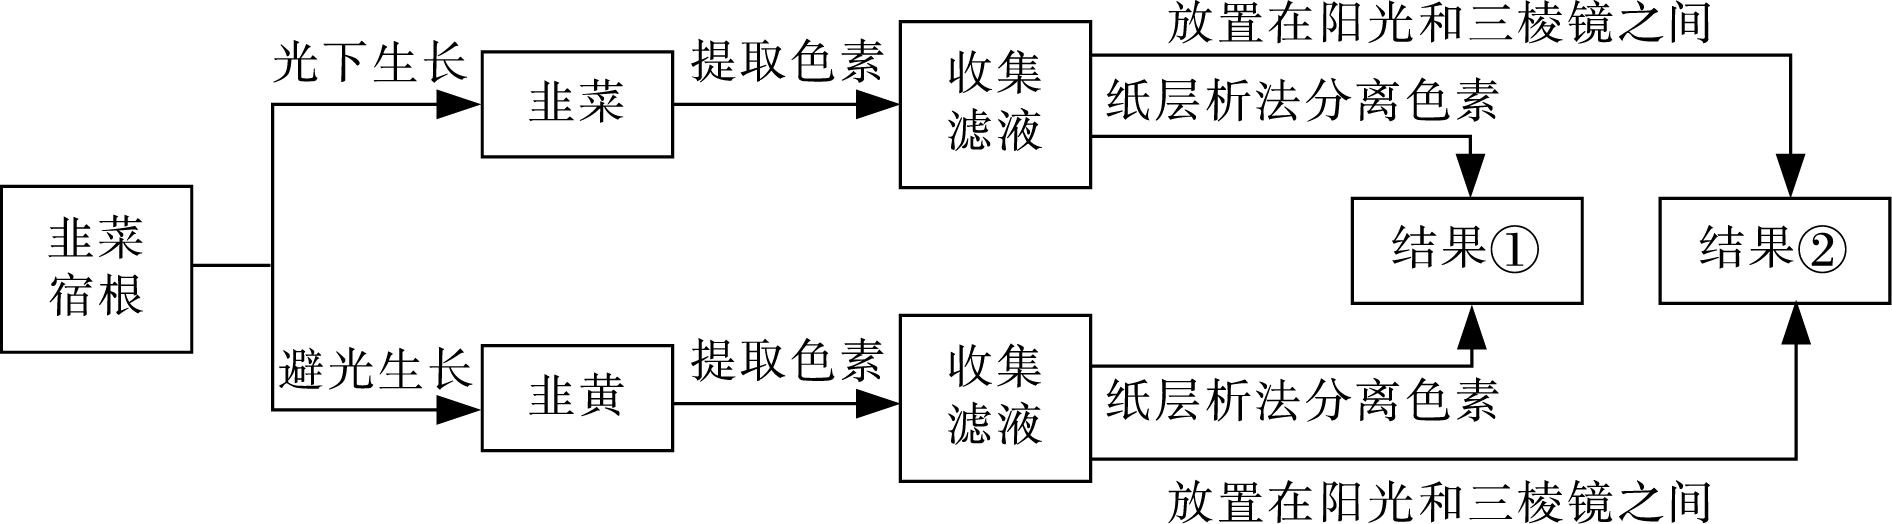 放置在阳光和三棱镜之间
光下生长
提取色素
韭菜
收集
滤液
纸层析法分离色素
韭菜
宿根
结果①
结果②
避光生长
提取色素
韭黄
收集
滤液
纸层析法分离色素
放置在阳光和三棱镜之间